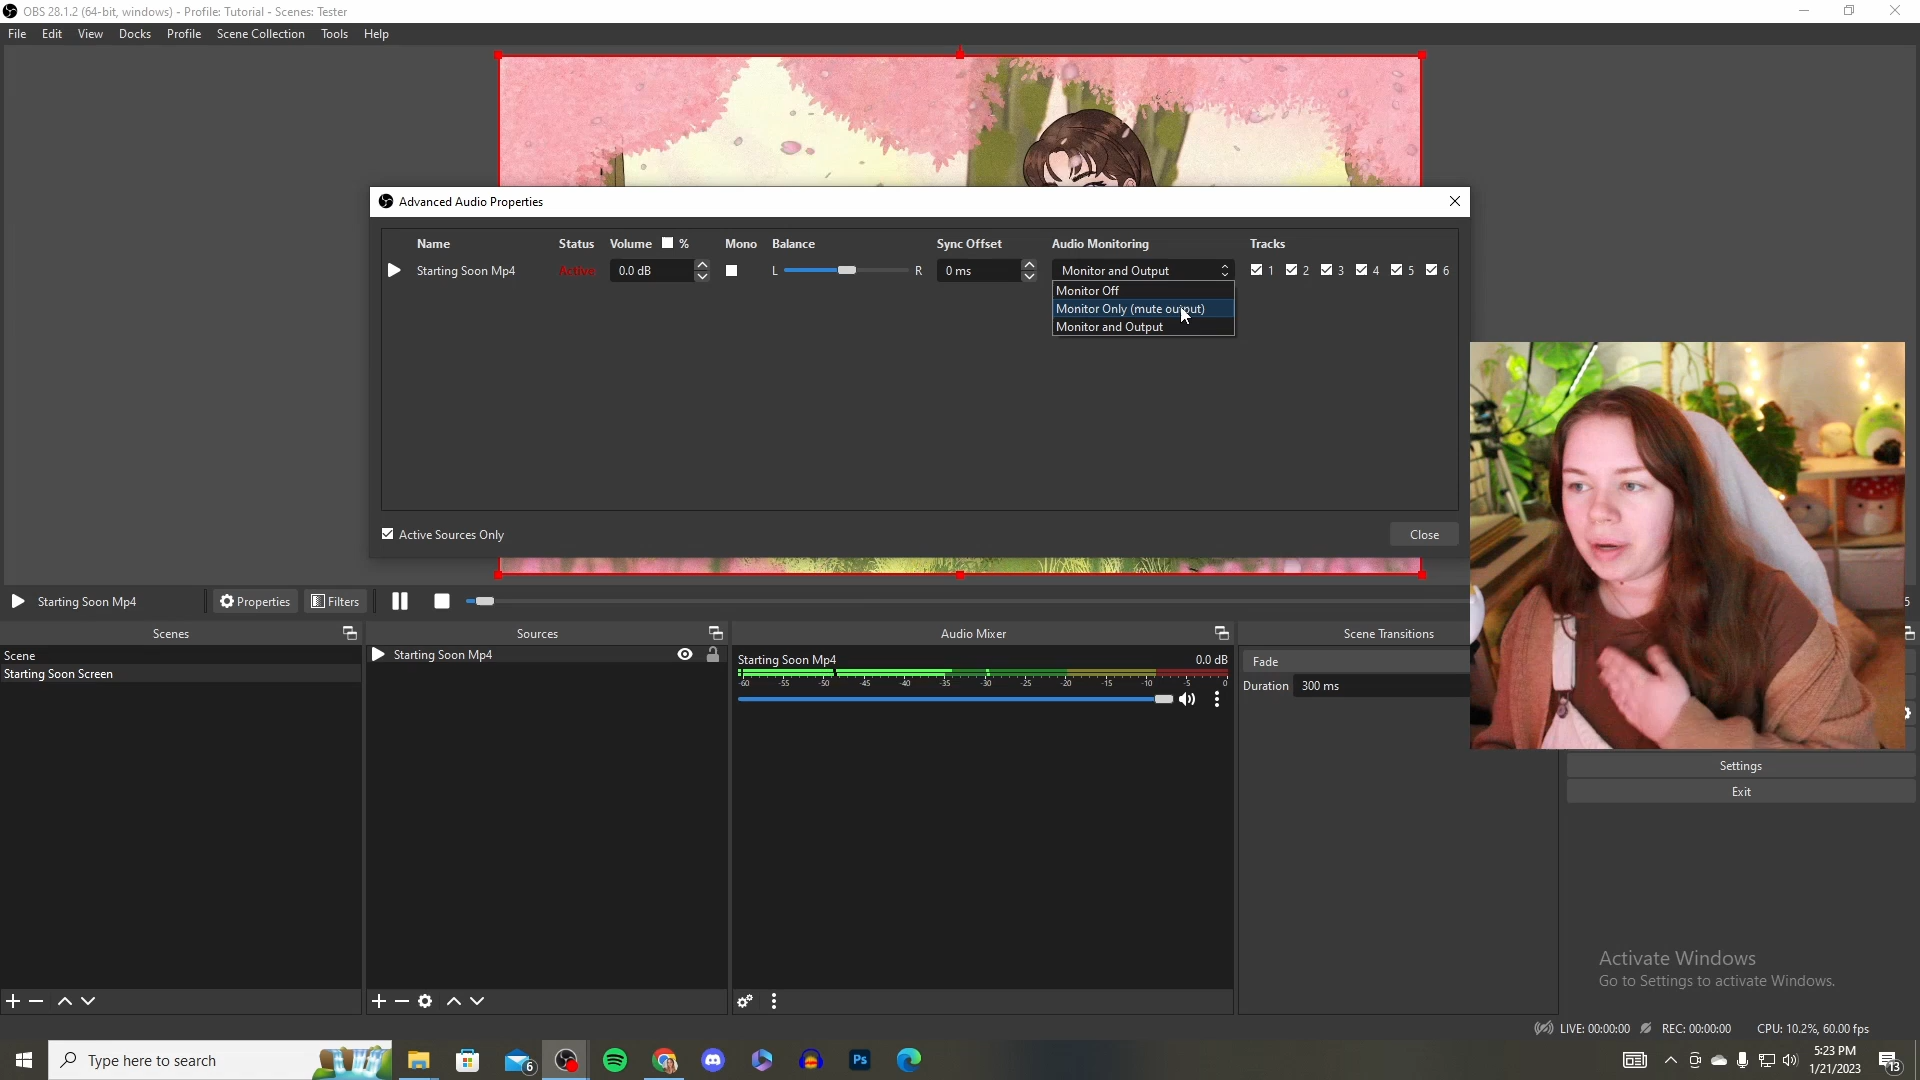 OBS 28.1.2 (64-bit, windows) - Profile: Tutorial - Scenes: Tester
File Edit View Docks Profile Scene Collection Tools Help
Advanced Audio Properties
Name Status Volume % Mono Balance Sync Offset Audio Monitoring Tracks
Starting Soon Mp4 Active 0.0 dB L R 0 ms Monitor and Output 1 2 3 4 5 6
Monitor Off
Monitor Only (mute output)
Monitor and Output
Active Sources Only Close
Starting Soon Mp4 Properties Filters 5
Scenes Sources Audio Mixer Scene Transitions
Scene
Starting Soon Screen
Starting Soon Mp4
Starting Soon Mp4 0.0 dB
-60 -55 -50 -45 -40 -35 -30 -25 -20 -15 -10 -5 0
Fade
Duration 300 ms
Settings
Exit
Activate Windows
Go to Settings to activate Windows.
LIVE: 00:00:00 REC: 00:00:00 CPU: 10.2%, 60.00 fps
Type here to search 6 Ps 5:23 PM
1/21/2023 13